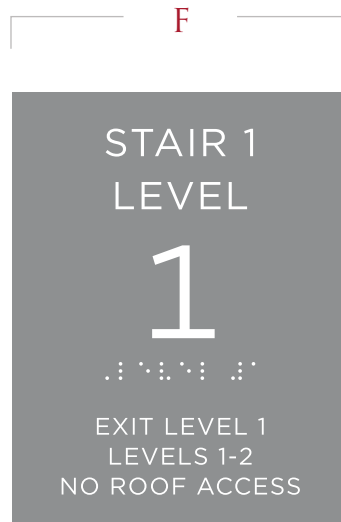 F
STAIR 1
LEVEL
1
⠠⠇⠑⠧⠑⠇ ⠼⠁
EXIT LEVEL 1
LEVELS 1-2
NO ROOF ACCESS